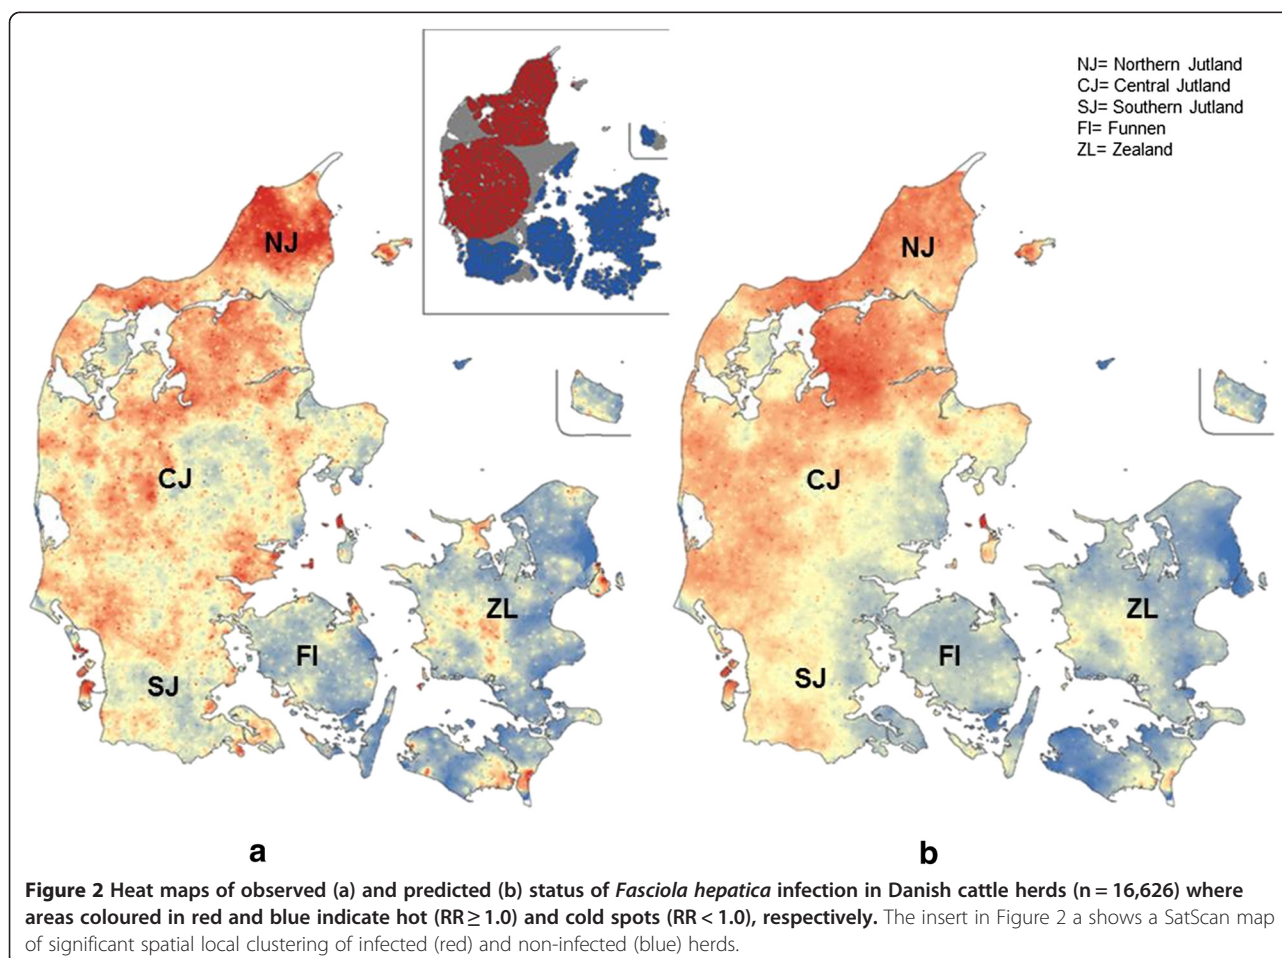 NJ= Northern Jutland
CJ= Central Jutland
SJ= Southern Jutland
FI= Funnen
ZL= Zealand
NJ
CJ
SJ
FI
ZL
NJ
CJ
SJ
FI
ZL
a
b
Figure 2 Heat maps of observed (a) and predicted (b) status of Fasciola hepatica infection in Danish cattle herds (n = 16,626) where
areas coloured in red and blue indicate hot (RR ≥ 1.0) and cold spots (RR < 1.0), respectively. The insert in Figure 2 a shows a SatScan map
of significant spatial local clustering of infected (red) and non-infected (blue) herds.